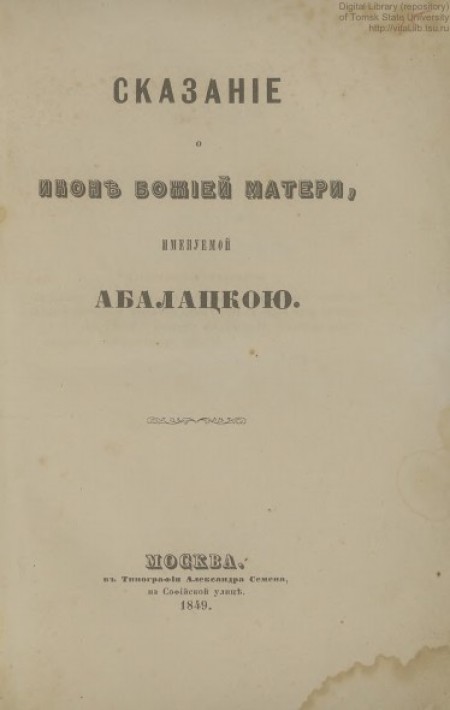 Digital Library (repository)
of Tomsk State University
http://vital.lib.tsu.ru
СКАЗАНІЕ
О
ИКОНѢ БОЖІЕЙ МАТЕРИ,
ИМЕНУЕМОЙ
АБАЛАЦКОЮ.
МОСКВА.
въ Типографіи Александра Семена,
на Софійской улицѣ.
1849.